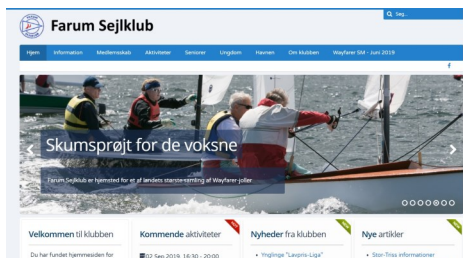 Farum Sejlklub
Søg...
Hjem Information Medlemsskab Aktiviteter Seniorer Ungdom Havnen Om klubben Wayfarer SM - Juni 2019
Skumsprøjt for de voksne
Farum Sejlklub er hjemsted for et af landets største samling af Wayfarer-joller
Velkommen til klubben
Du har fundet hjemmesiden for
Kommende aktiviteter
02 Sep 2019 16:30 - 20:00
Nyheder fra klubben
Ynglinge "Lavpris-Liga"
Nye artikler
Stor-Triss informationer